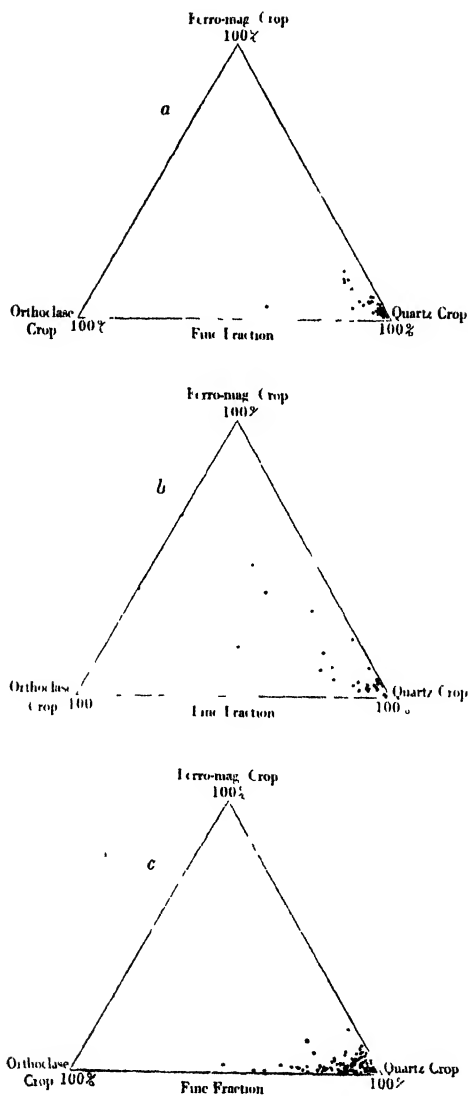 Ferro-mag Crop
100%
a
Orthoclase
Crop 100%
Quartz Crop
100%
Fine Fraction
Ferro-mag Crop
100%
b
Orthoclase
Crop 100
Quartz Crop
100%
Fine Fraction
Ferro-mag Crop
100%
c
Orthoclase
Crop 100%
Quartz Crop
100%
Fine Fraction